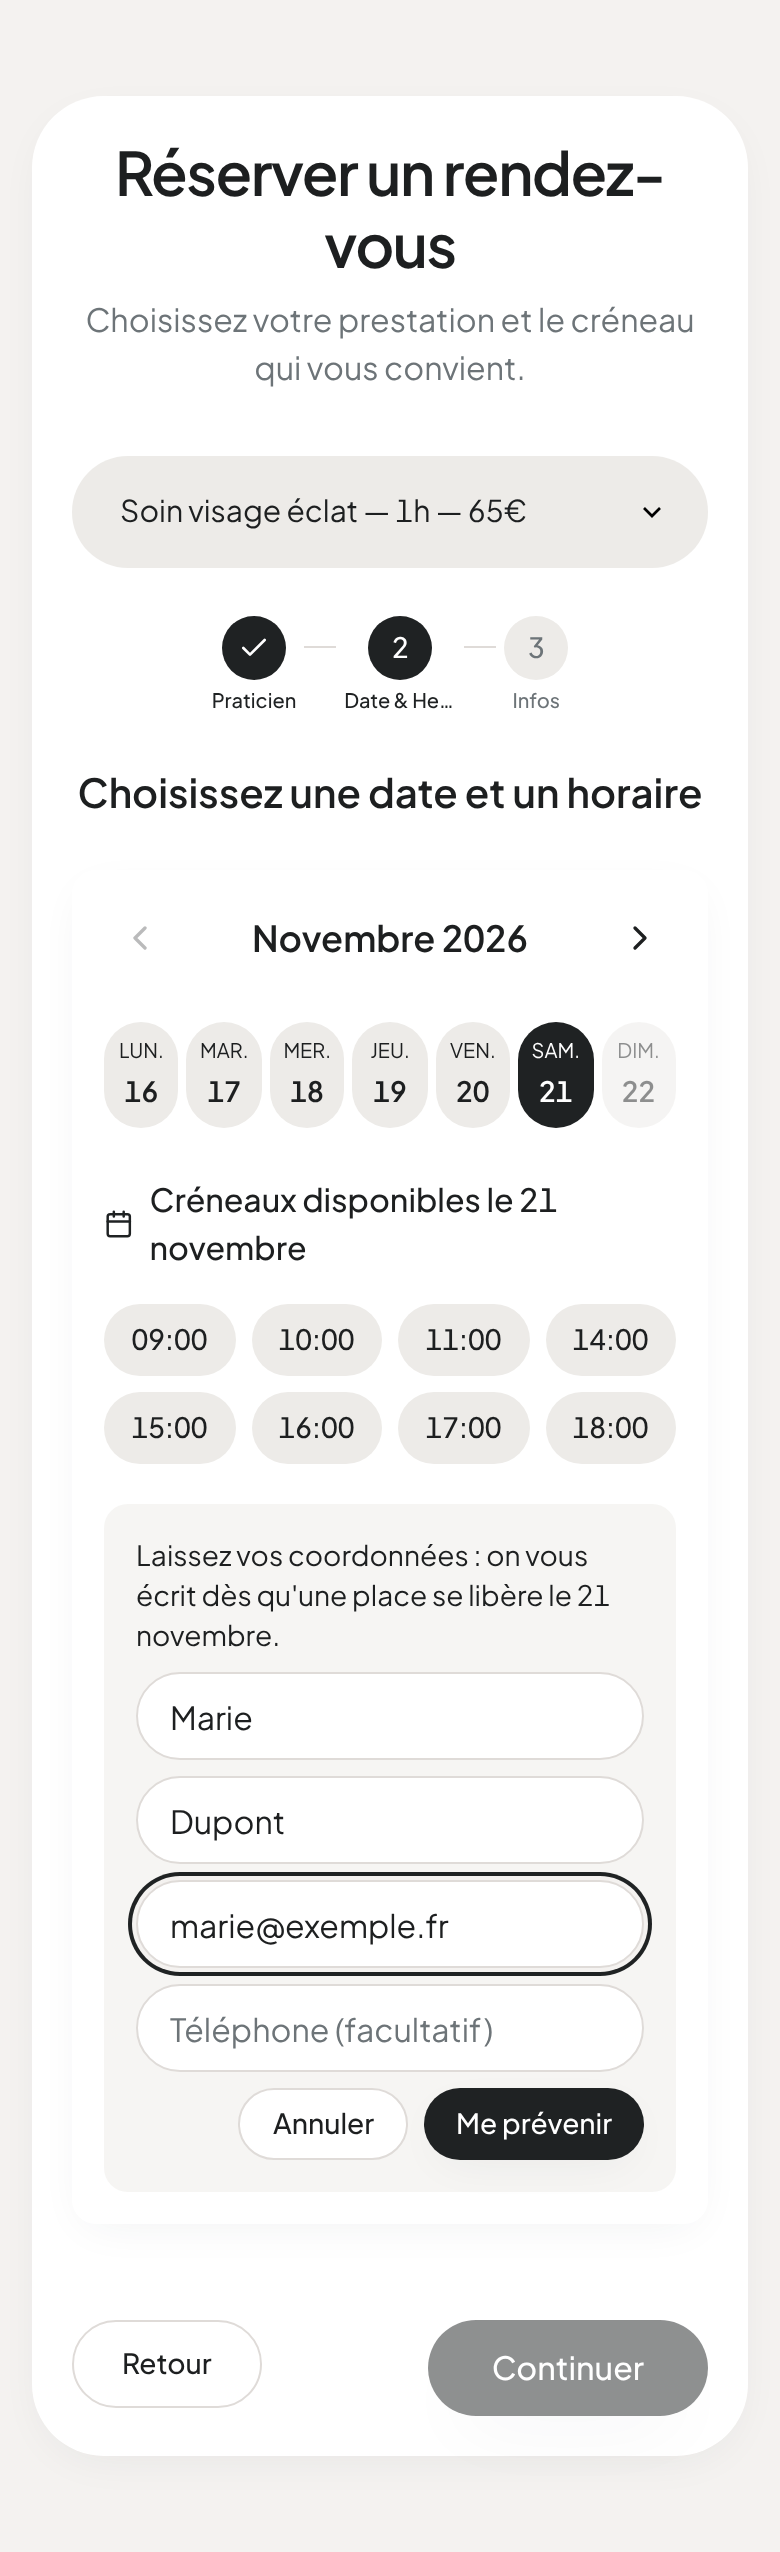 Réserver un rendez-
vous
Choisissez votre prestation et le créneau
qui vous convient.
Soin visage éclat — 1h — 65€
2
3
Praticien
Date & He...
Infos
Choisissez une date et un horaire
Novembre 2026
LUN. MAR. MER. JEU. VEN. SAM. DIM.
16 17 18 19 20 21 22
Créneaux disponibles le 21
novembre
09:00 10:00 11:00 14:00
15:00 16:00 17:00 18:00
Laissez vos coordonnées : on vous
écrit dès qu'une place se libère le 21
novembre.
Marie
Dupont
marie@exemple.fr
Téléphone (facultatif)
Annuler
Me prévenir
Retour
Continuer